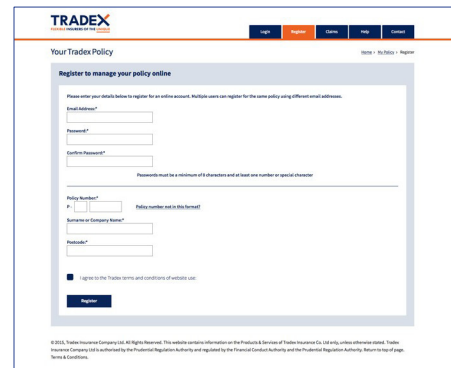 TRADEX
POSSIBLE INSURERS OF THE UNUSUAL
Login Register Claims Help Contact
Your Tradex Policy
Home › My Policy › Register
Register to manage your policy online
Please enter your details below to register for an online account. Multiple users can register for the same policy using different email addresses.
Email Address:*
Password:*
Confirm Password:*
Passwords must be a minimum of 8 characters and at least one number or special character
Policy Number:*
P - Policy number not in this format?
Surname or Company Name:*
Postcode:*
I agree to the Tradex terms and conditions of website use:
Register
© 2015, Tradex Insurance Company Ltd. All Rights Reserved. This website contains information on the Products & Services of Tradex Insurance Co. Ltd only, unless otherwise stated. Tradex
Insurance Company Ltd is authorised by the Prudential Regulation Authority and regulated by the Financial Conduct Authority and the Prudential Regulation Authority. Return to top of page.
Terms & Conditions.